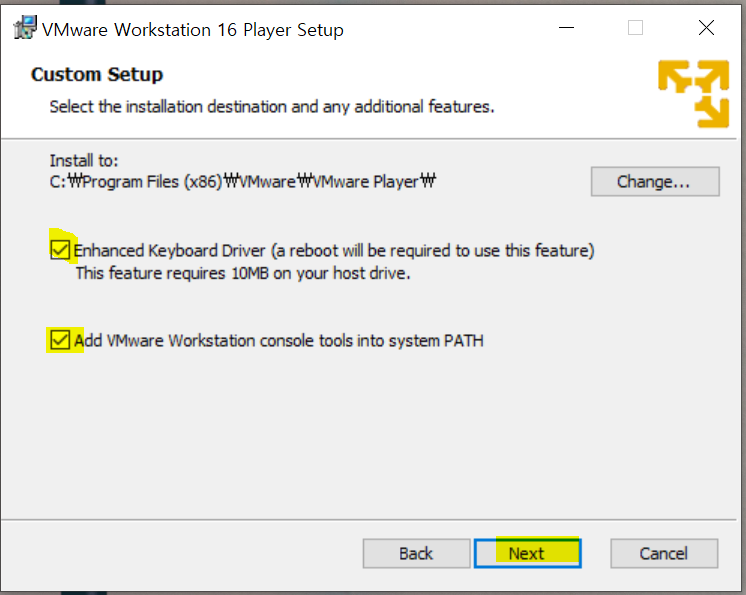 VMware Workstation 16 Player Setup
Custom Setup
Select the installation destination and any additional features.
Install to:
C:₩Program Files (x86)₩VMware₩VMware Player₩
Change...
Enhanced Keyboard Driver (a reboot will be required to use this feature)
This feature requires 10MB on your host drive.
Add VMware Workstation console tools into system PATH
Back
Next
Cancel